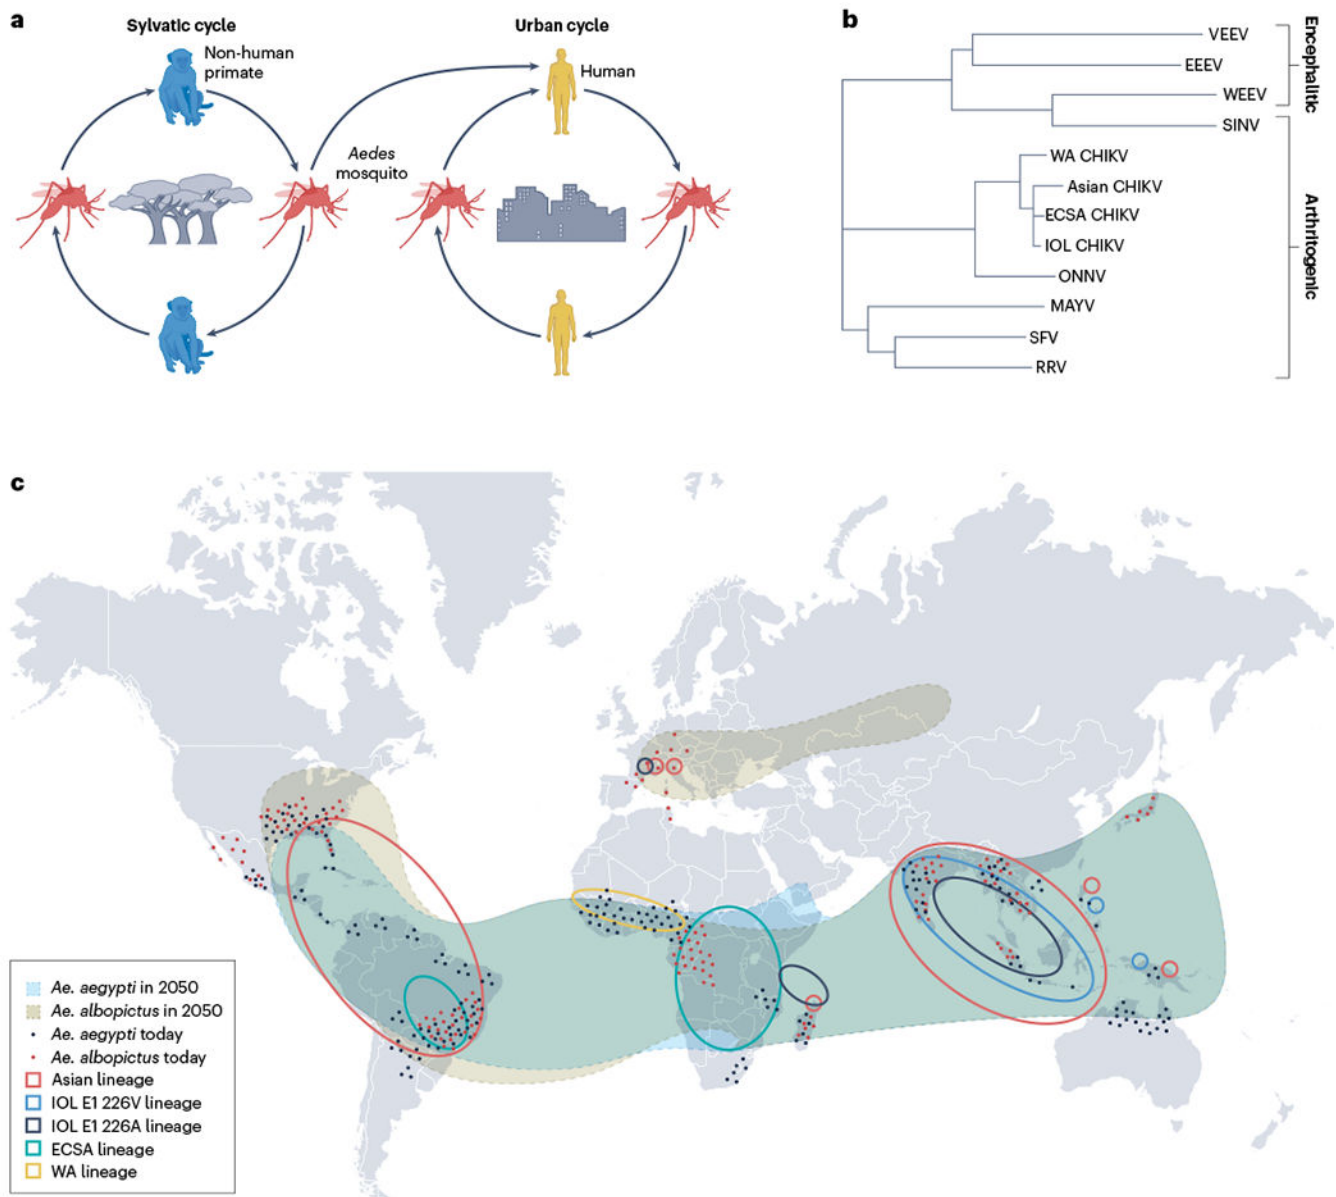 a
Sylvatic cycle
Urban cycle
Non-human
primate
Human
Aedes
mosquito
b
VEEV
EEEV
WEEV
SINV
WA CHIKV
Asian CHIKV
ECSA CHIKV
IOL CHIKV
ONNV
MAYV
SFV
RRV
Encephalitic
Arthritogenic
c
Ae. aegypti in 2050
Ae. albopictus in 2050
Ae. aegypti today
Ae. albopictus today
Asian lineage
IOL E1 226V lineage
IOL E1 226A lineage
ECSA lineage
WA lineage